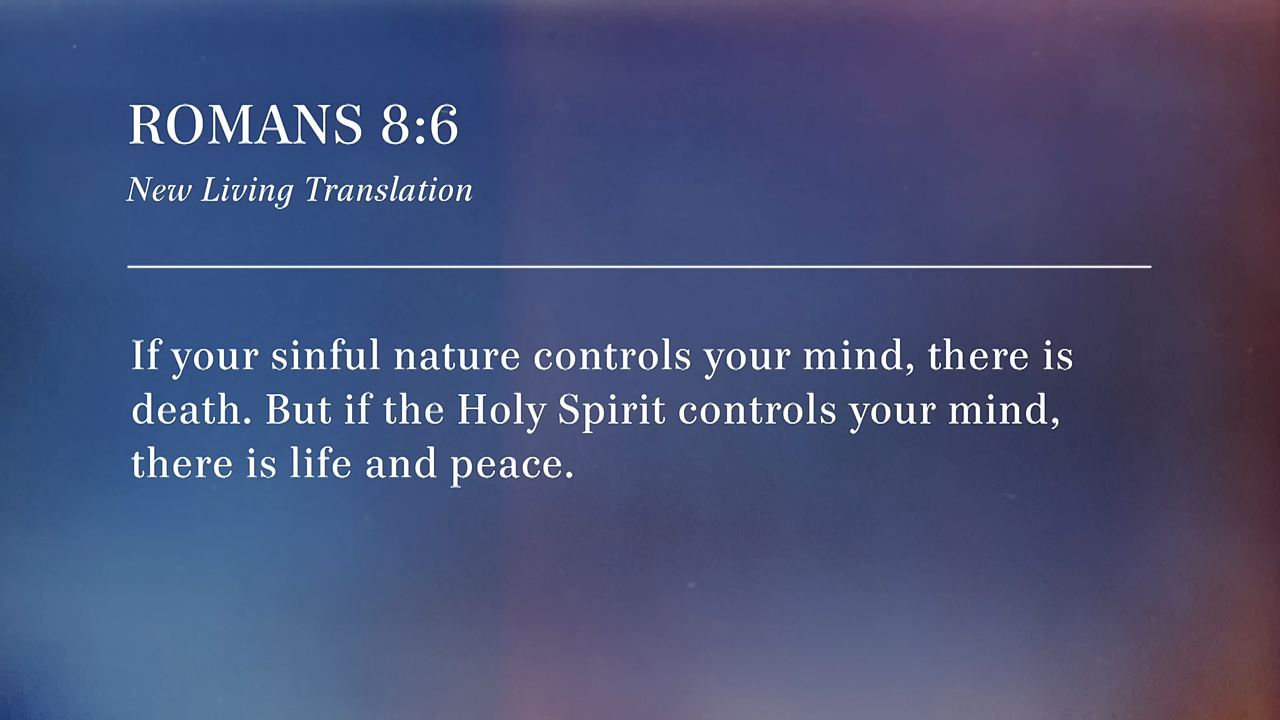 ROMANS 8:6
New Living Translation
If your sinful nature controls your mind, there is
death. But if the Holy Spirit controls your mind,
there is life and peace.